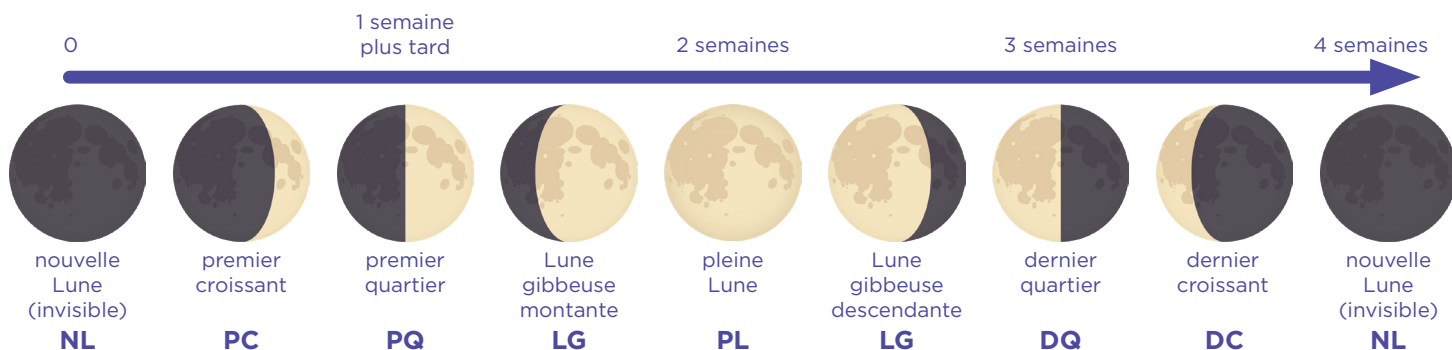 0
1 semaine
plus tard
2 semaines
3 semaines
4 semaines
nouvelle
Lune
(invisible)
NL
premier
croissant
PC
premier
quartier
PQ
Lune
gibbeuse
montante
LG
pleine
Lune
PL
Lune
gibbeuse
descendante
LG
dernier
quartier
DQ
dernier
croissant
DC
nouvelle
Lune
(invisible)
NL